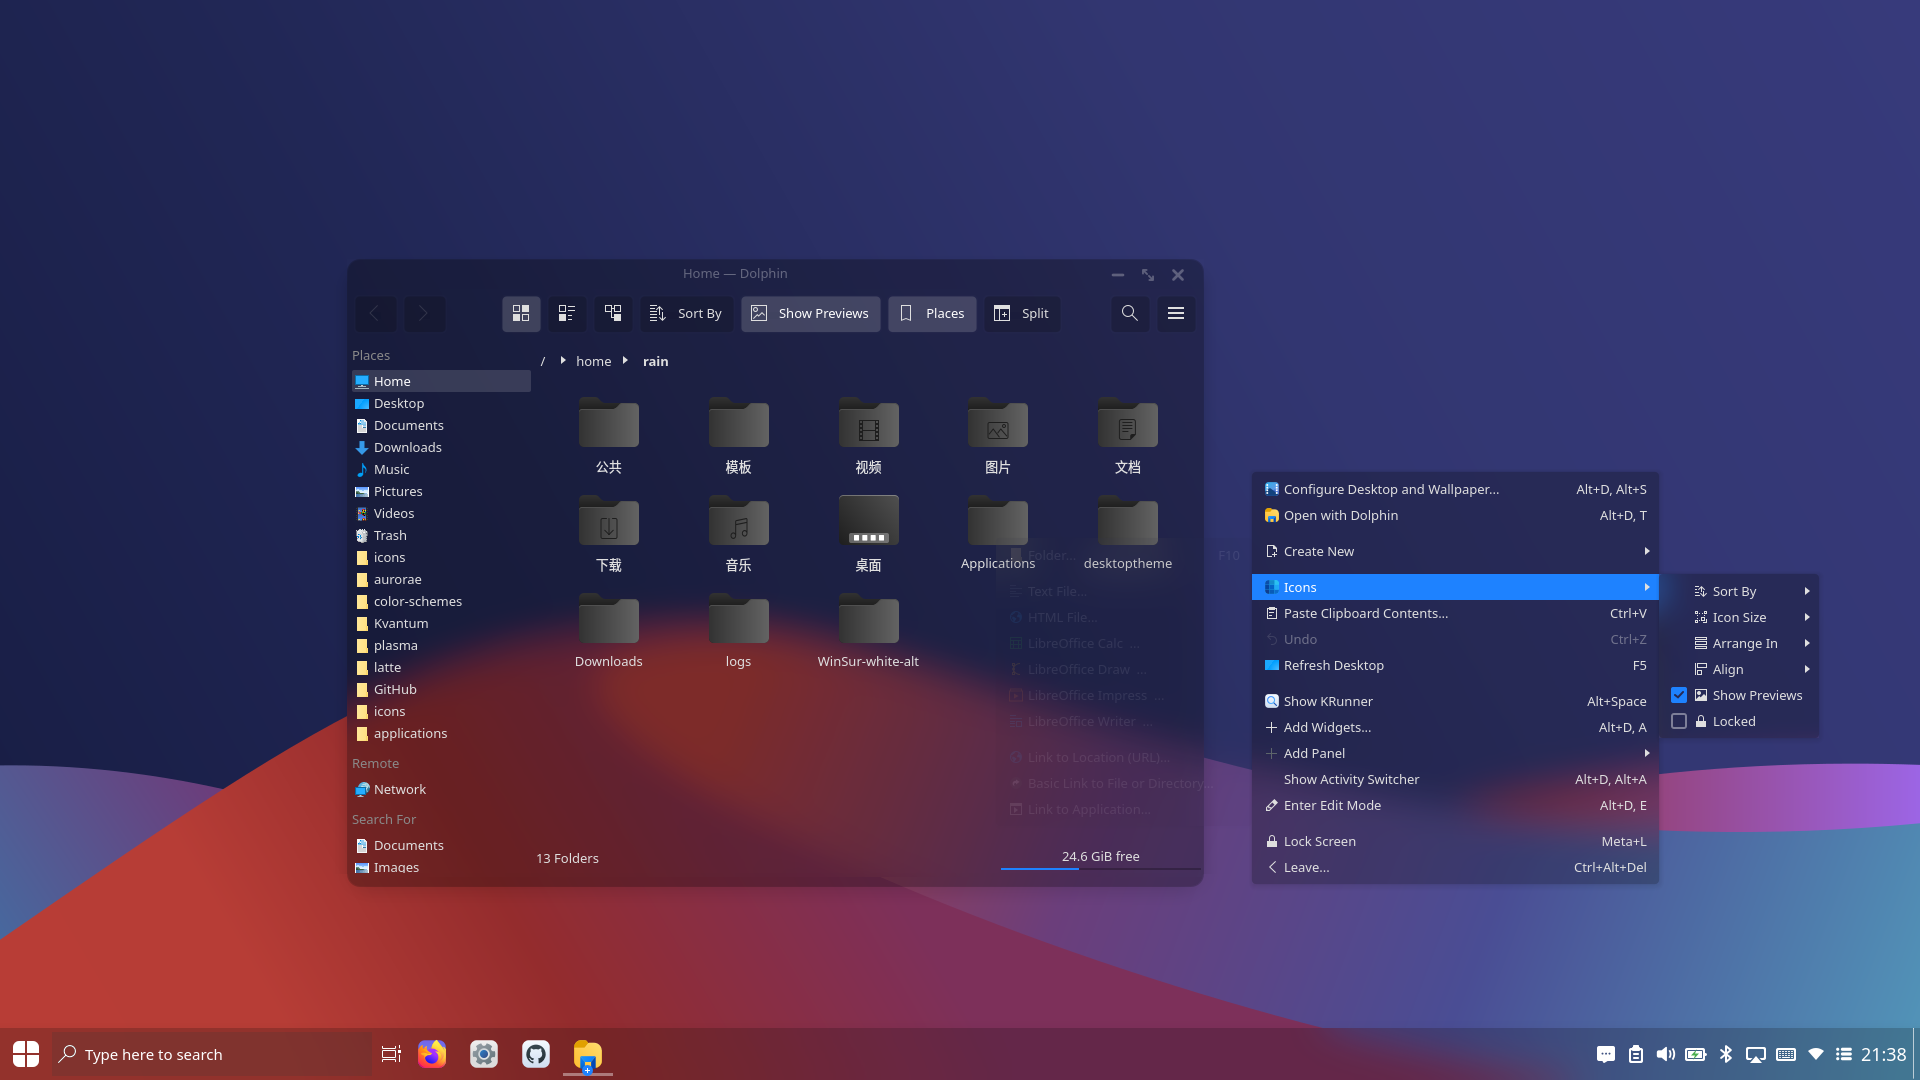 Home — Dolphin
Sort By
Show Previews
Places
Split
Places
Home
Desktop
Documents
Downloads
Music
Pictures
Videos
Trash
icons
aurorae
color-schemes
Kvantum
plasma
latte
GitHub
icons
applications
Remote
Network
Search For
Documents
Images
/ home rain
公共 模板 视频 图片 文档
下载 音乐 桌面 Applications desktoptheme
Downloads logs WinSur-white-alt
13 Folders
24.6 GiB free
Folder... F10
Text File...
HTML File...
LibreOffice Calc ...
LibreOffice Draw ...
LibreOffice Impress ...
LibreOffice Writer ...
Link to Location (URL)...
Basic Link to File or Directory...
Link to Application...
Configure Desktop and Wallpaper... Alt+D, Alt+S
Open with Dolphin Alt+D, T
Create New
Icons
Paste Clipboard Contents... Ctrl+V
Undo Ctrl+Z
Refresh Desktop F5
Show KRunner Alt+Space
Add Widgets... Alt+D, A
Add Panel
Show Activity Switcher Alt+D, Alt+A
Enter Edit Mode Alt+D, E
Lock Screen Meta+L
Leave... Ctrl+Alt+Del
Sort By
Icon Size
Arrange In
Align
Show Previews
Locked
Type here to search
21:38